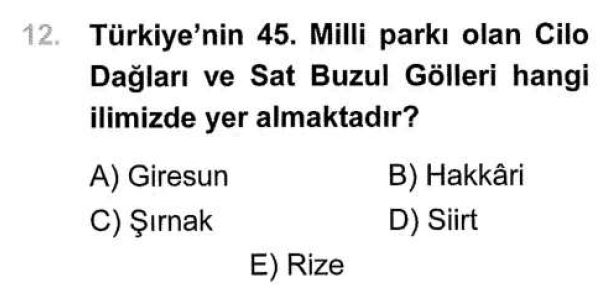 12. Türkiye’nin 45. Milli parkı olan Cilo
Dağları ve Sat Buzul Gölleri hangi
ilimizde yer almaktadır?
A) Giresun B) Hakkâri
C) Şırnak D) Siirt
E) Rize